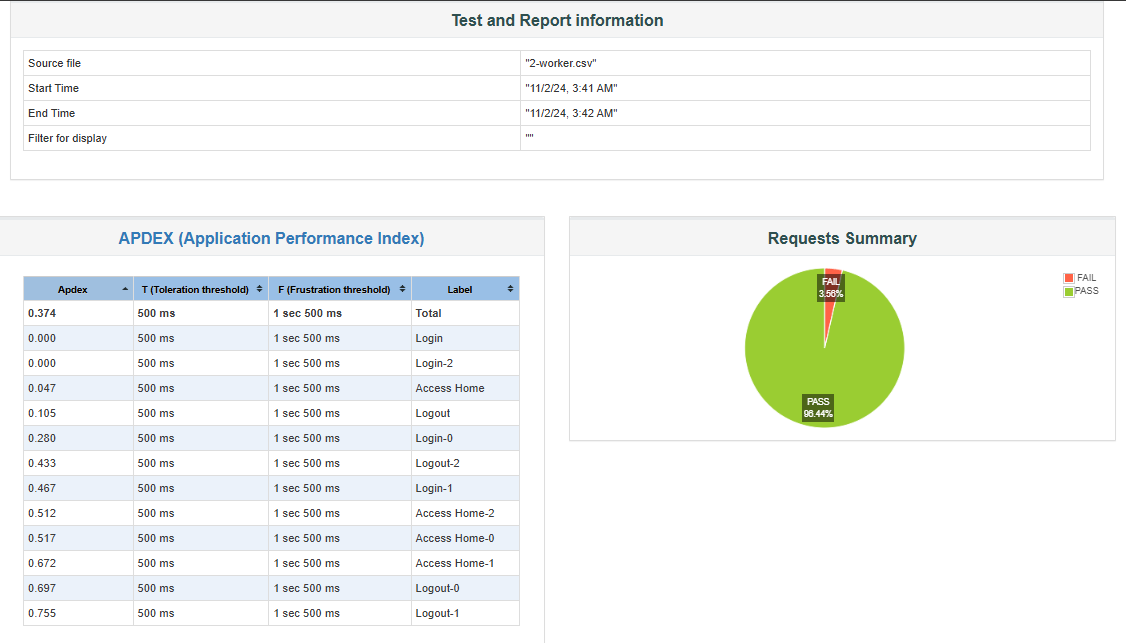 Test and Report information
Source file "2-worker.csv"
Start Time "11/2/24, 3:41 AM"
End Time "11/2/24, 3:42 AM"
Filter for display ""
APDEX (Application Performance Index)
Apdex T (Toleration threshold) F (Frustration threshold) Label
0.374 500 ms 1 sec 500 ms Total
0.000 500 ms 1 sec 500 ms Login
0.000 500 ms 1 sec 500 ms Login-2
0.047 500 ms 1 sec 500 ms Access Home
0.105 500 ms 1 sec 500 ms Logout
0.280 500 ms 1 sec 500 ms Login-0
0.433 500 ms 1 sec 500 ms Logout-2
0.467 500 ms 1 sec 500 ms Login-1
0.512 500 ms 1 sec 500 ms Access Home-2
0.517 500 ms 1 sec 500 ms Access Home-0
0.672 500 ms 1 sec 500 ms Access Home-1
0.697 500 ms 1 sec 500 ms Logout-0
0.755 500 ms 1 sec 500 ms Logout-1
Requests Summary
FAIL
3.56%
PASS
96.44%
FAIL
PASS